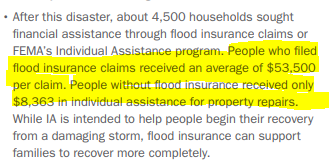 • After this disaster, about 4,500 households sought
financial assistance through flood insurance claims or
FEMA's Individual Assistance program. People who filed
flood insurance claims received an average of $53,500
per claim. People without flood insurance received only
$8,363 in individual assistance for property repairs.
While IA is intended to help people begin their recovery
from a damaging storm, flood insurance can support
families to recover more completely.